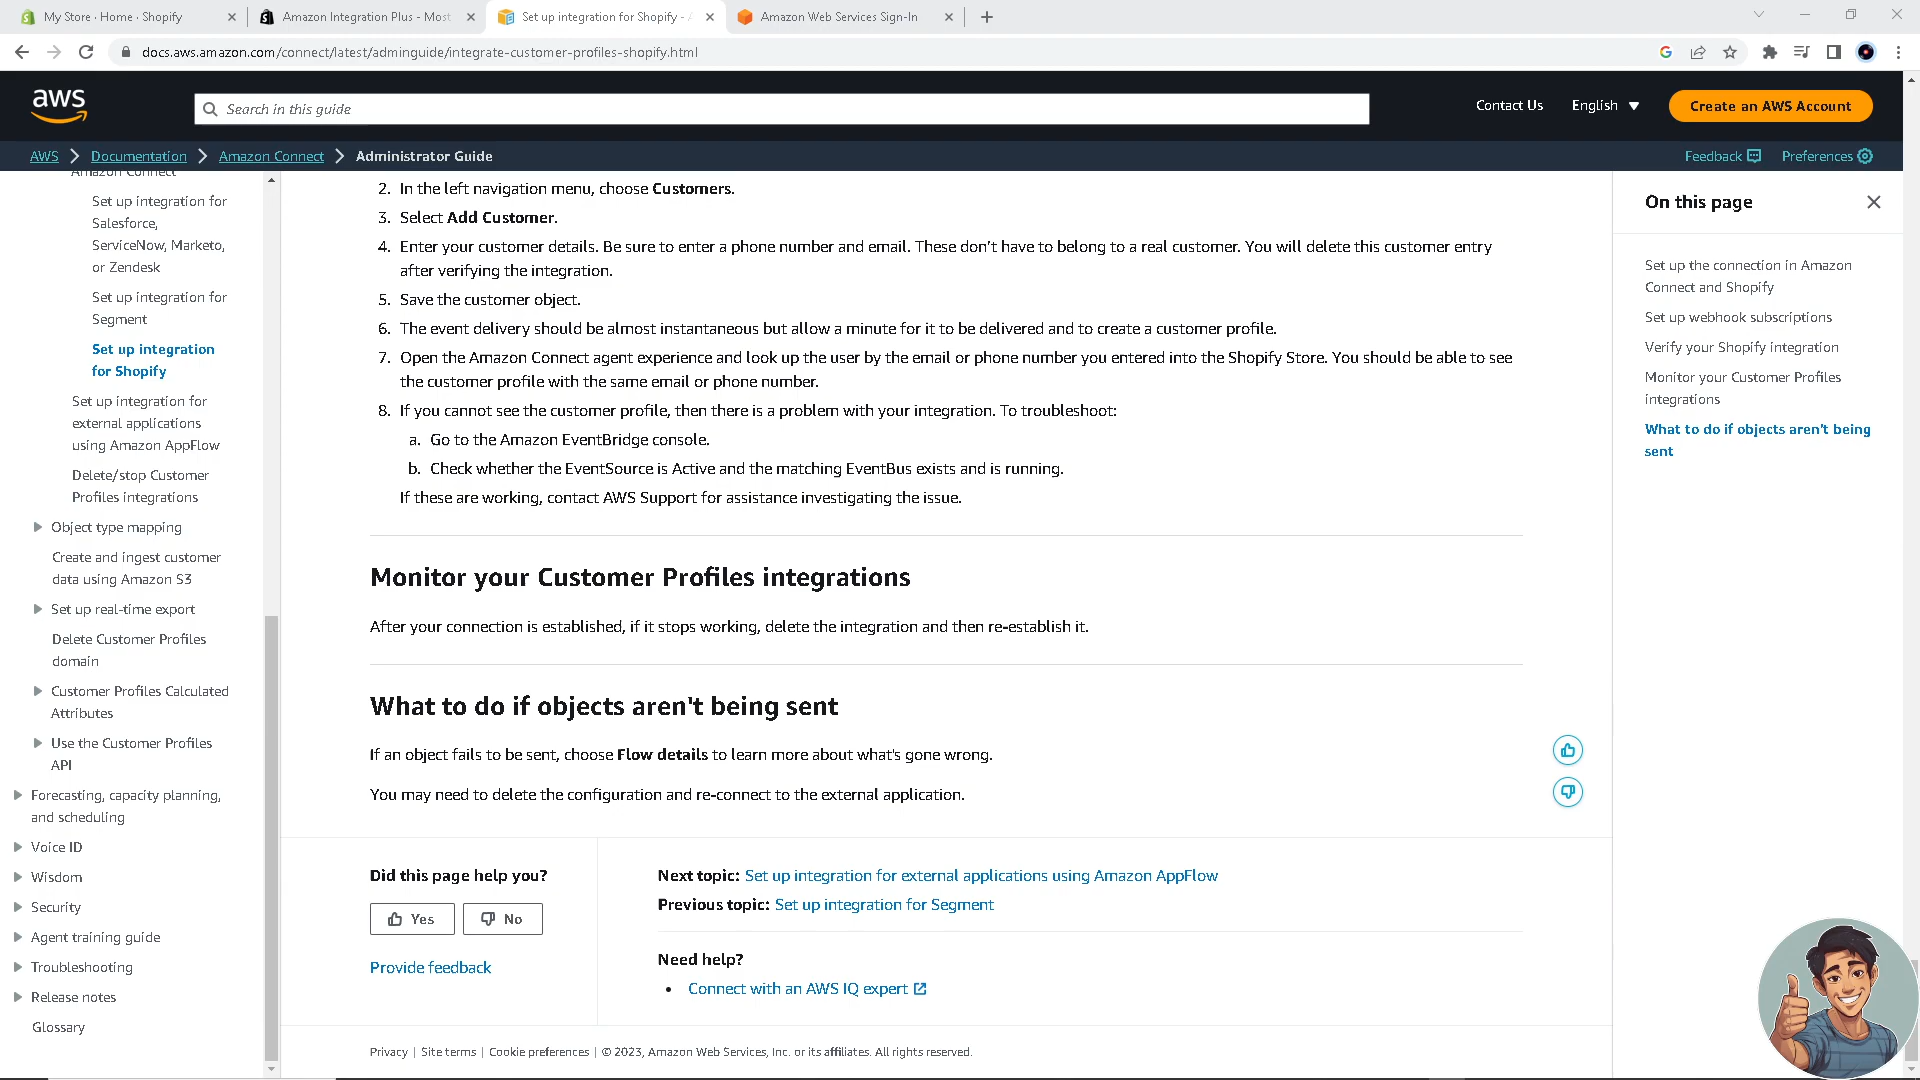 My Store · Home · Shopify
Amazon Integration Plus - Most
Set up integration for Shopify -
Amazon Web Services Sign-In
docs.aws.amazon.com/connect/latest/adminguide/integrate-customer-profiles-shopify.html
aws
Search in this guide
Contact Us
English
Create an AWS Account
AWS
Documentation
Amazon Connect
Administrator Guide
Feedback
Preferences
Amazon Connect
Set up integration for
Salesforce,
ServiceNow, Marketo,
or Zendesk
Set up integration for
Segment
Set up integration
for Shopify
Set up integration for
external applications
using Amazon AppFlow
Delete/stop Customer
Profiles integrations
Object type mapping
Create and ingest customer
data using Amazon S3
Set up real-time export
Delete Customer Profiles
domain
Customer Profiles Calculated
Attributes
Use the Customer Profiles
API
Forecasting, capacity planning,
and scheduling
Voice ID
Wisdom
Security
Agent training guide
Troubleshooting
Release notes
Glossary
2. In the left navigation menu, choose Customers.
3. Select Add Customer.
4. Enter your customer details. Be sure to enter a phone number and email. These don't have to belong to a real customer. You will delete this customer entry
after verifying the integration.
5. Save the customer object.
6. The event delivery should be almost instantaneous but allow a minute for it to be delivered and to create a customer profile.
7. Open the Amazon Connect agent experience and look up the user by the email or phone number you entered into the Shopify Store. You should be able to see
the customer profile with the same email or phone number.
8. If you cannot see the customer profile, then there is a problem with your integration. To troubleshoot:
a. Go to the Amazon EventBridge console.
b. Check whether the EventSource is Active and the matching EventBus exists and is running.
If these are working, contact AWS Support for assistance investigating the issue.
Monitor your Customer Profiles integrations
After your connection is established, if it stops working, delete the integration and then re-establish it.
What to do if objects aren't being sent
If an object fails to be sent, choose Flow details to learn more about what's gone wrong.
You may need to delete the configuration and re-connect to the external application.
Did this page help you?
Yes
No
Provide feedback
Next topic: Set up integration for external applications using Amazon AppFlow
Previous topic: Set up integration for Segment
Need help?
• Connect with an AWS IQ expert
Privacy | Site terms | Cookie preferences | © 2023, Amazon Web Services, Inc. or its affiliates. All rights reserved.
On this page
Set up the connection in Amazon
Connect and Shopify
Set up webhook subscriptions
Verify your Shopify integration
Monitor your Customer Profiles
integrations
What to do if objects aren't being
sent